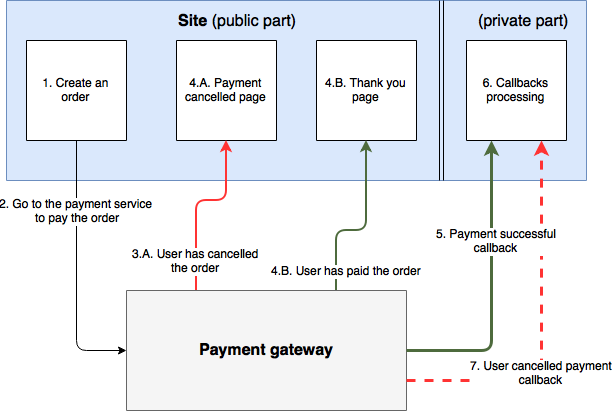 Site (public part)
(private part)
1. Create an
order
4.A. Payment
cancelled page
4.B. Thank you
page
6. Callbacks
processing
2. Go to the payment service
to pay the order
3.A. User has cancelled
the order
4.B. User has paid the order
5. Payment successful
callback
Payment gateway
7. User cancelled payment
callback